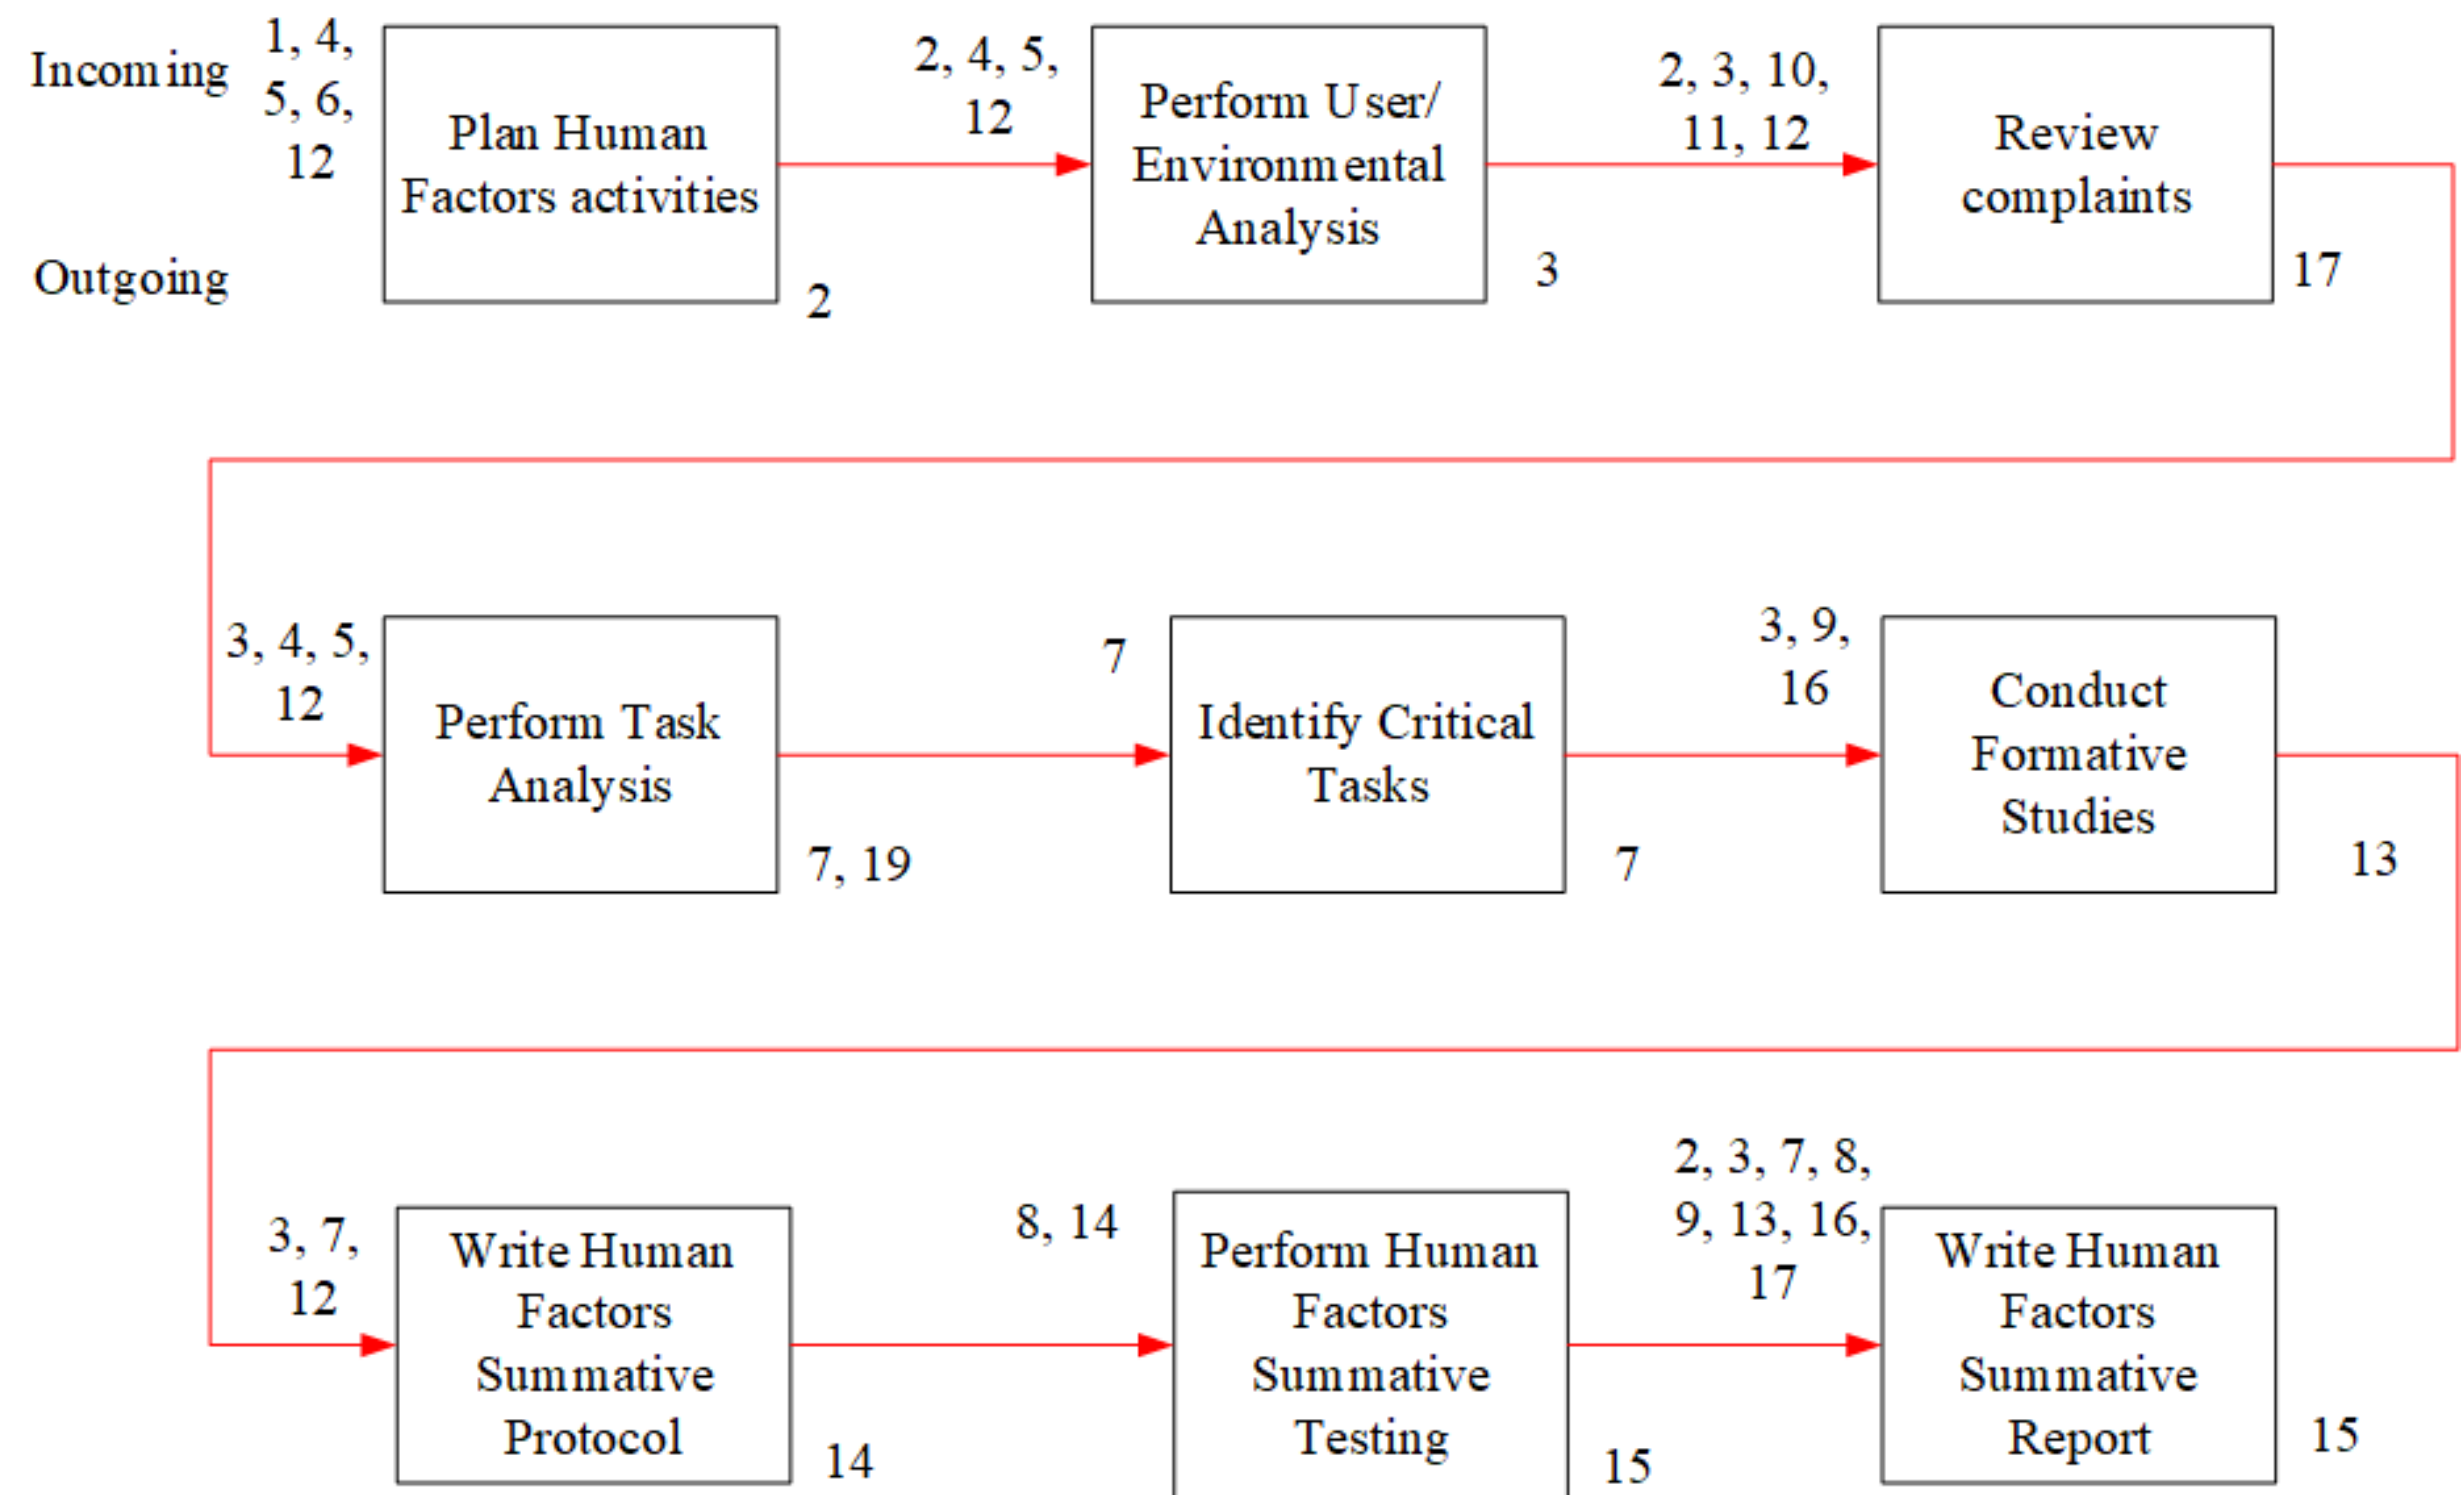 Incoming
1, 4,
5, 6,
12
Outgoing
Plan Human
Factors activities
2
2, 4, 5,
12
Perform User/
Environmental
Analysis
3
2, 3, 10,
11, 12
Review
complaints
17
3, 4, 5,
12
Perform Task
Analysis
7, 19
7
Identify Critical
Tasks
7
3, 9,
16
Conduct
Formative
Studies
13
3, 7,
12
Write Human
Factors
Summative
Protocol
14
8, 14
Perform Human
Factors
Summative
Testing
15
2, 3, 7, 8,
9, 13, 16,
17
Write Human
Factors
Summative
Report
15